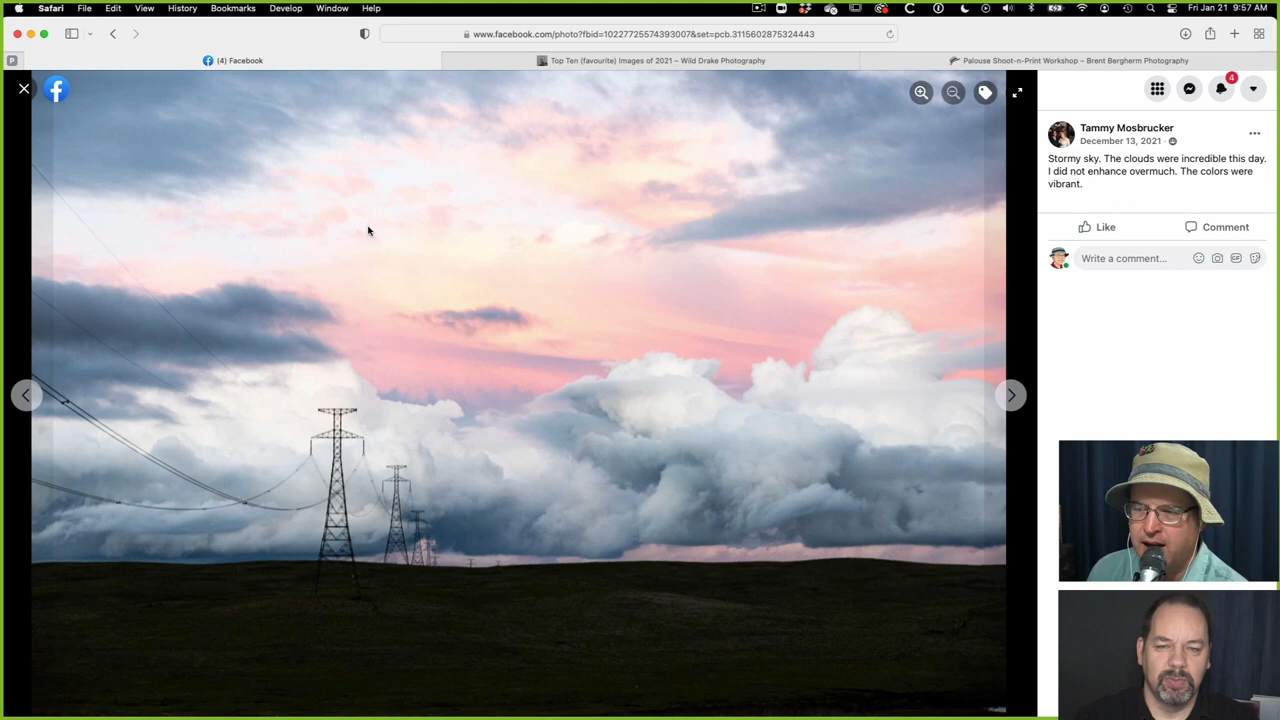 Safari File Edit View History Bookmarks Develop Window Help Fri Jan 21 9:57 AM
www.facebook.com/photo?fbid=10227725574393007&set=pcb.3115602875324443
(4) Facebook
Top Ten (favourite) Images of 2021 – Wild Drake Photography
Palouse Shoot-n-Print Workshop – Brent Bergherm Photography
4
Tammy Mosbrucker
December 13, 2021 ·
Stormy sky. The clouds were incredible this day.
I did not enhance overmuch. The colors were
vibrant.
Like Comment
Write a comment...